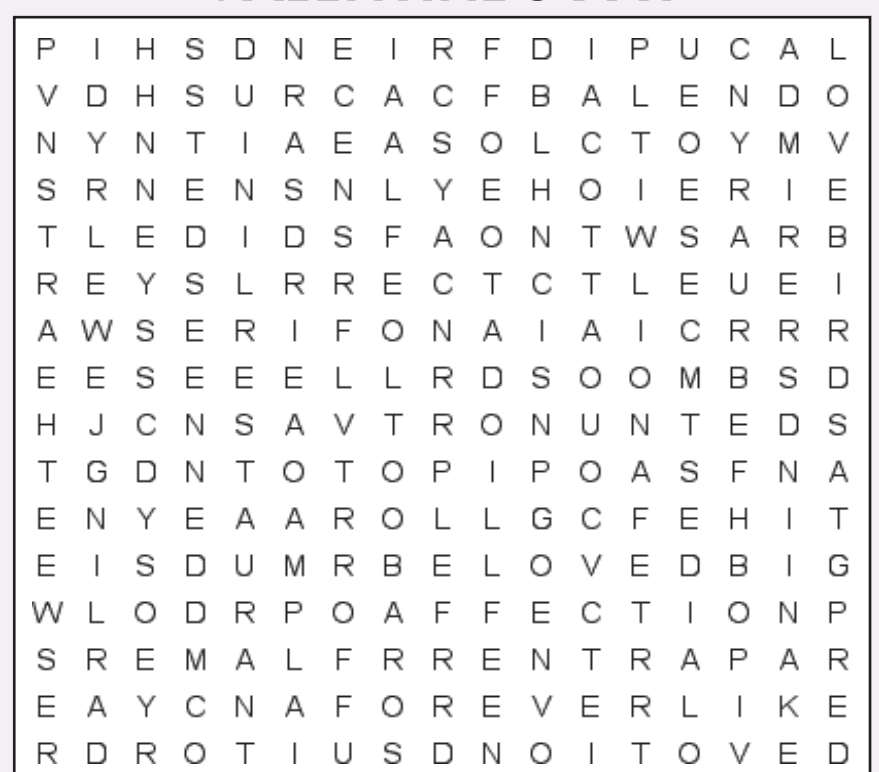 P I H S D N E I R F D I P U C A L
V D H S U R C A C F B A L E N D O
N Y N T I A E A S O L C T O Y M V
S R N E N S N L Y E H O I E R I E
T L E D I D S F A O N T W S A R B
R E Y S L R R E C T C T L E U E I
A W S E R I F O N A I A I C R R R
E E S E E E L L R D S O O M B S D
H J C N S A V T R O N U N T E D S
T G D N T O T O P I P O A S F N A
E N Y E A A R O L L G C F E H I T
E I S D U M R B E L O V E D B I G
W L O D R P O A F F E C T I O N P
S R E M A L F R R E N T R A P A R
E A Y C N A F O R E V E R L I K E
R D R O T I U S D N O I T O V E D